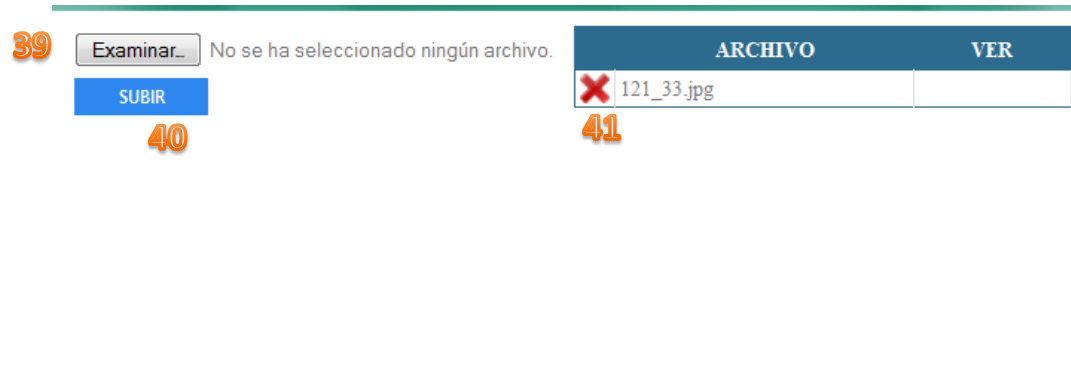 39 Examinar... No se ha seleccionado ningún archivo.
SUBIR
40
ARCHIVO VER
121_33.jpg
41